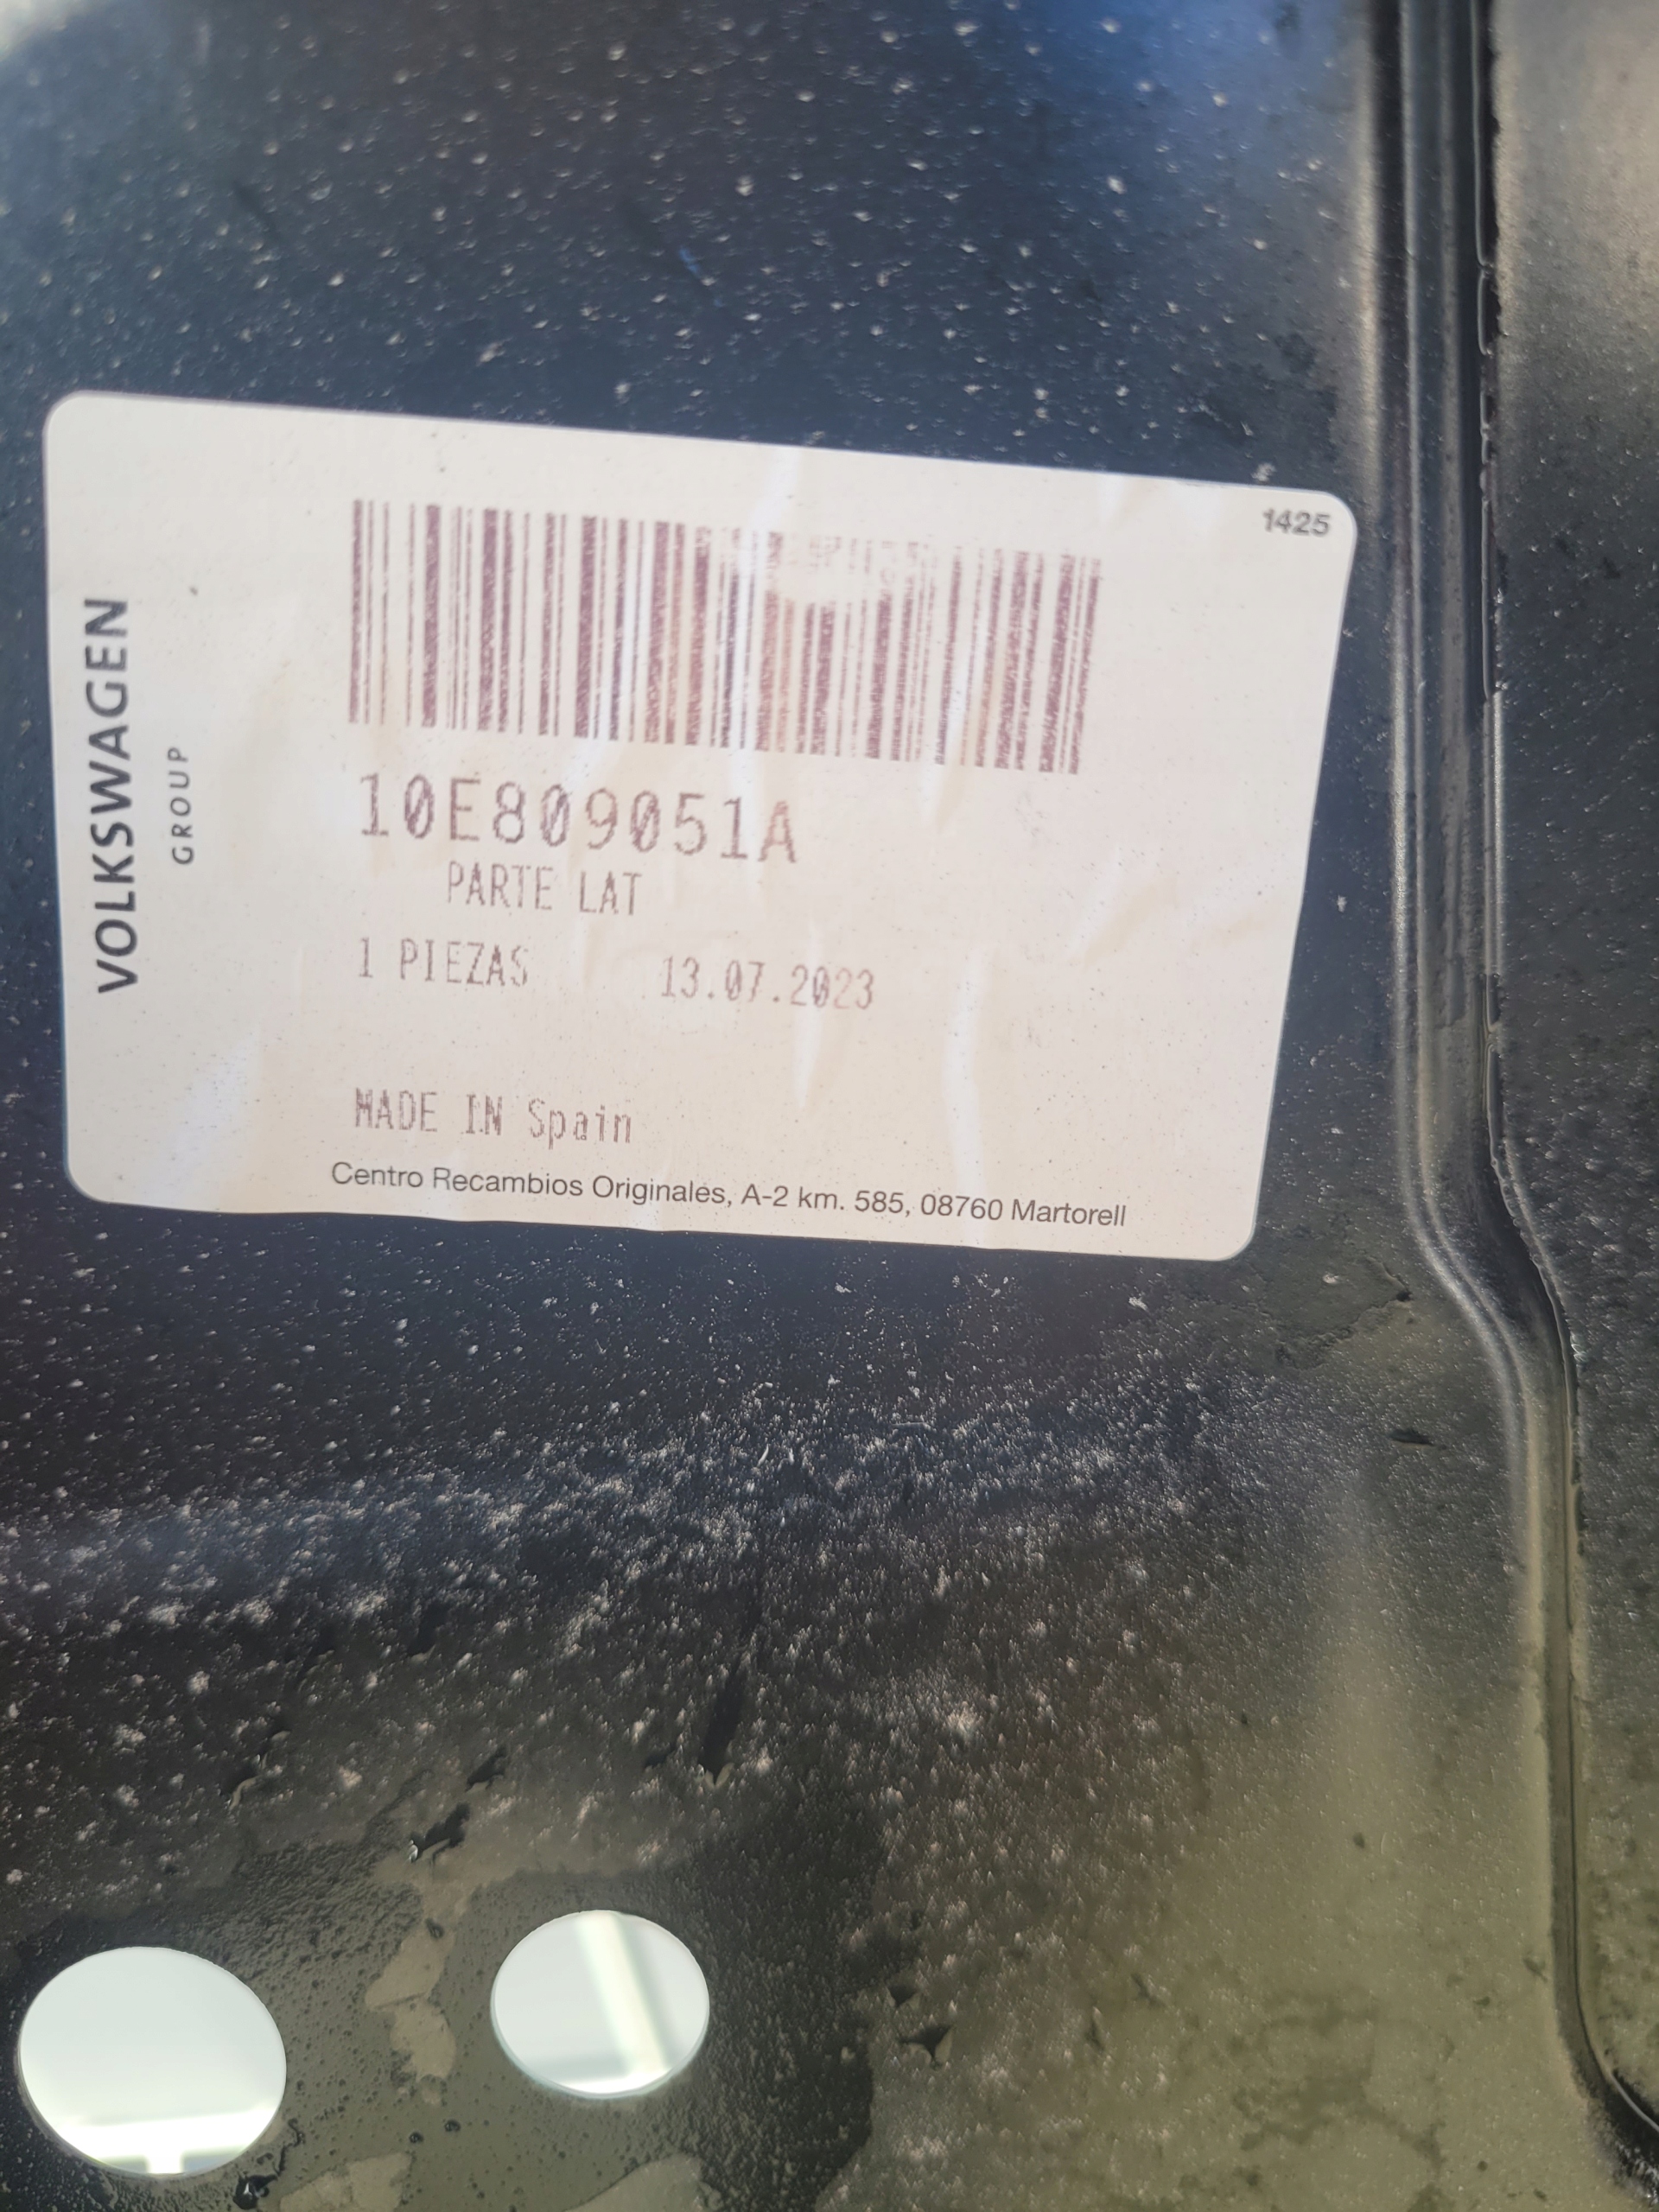 1425
VOLKSWAGEN
GROUP
10E809051A
PARTE LAT
1 PIEZAS 13.07.2023
MADE IN Spain
Centro Recambios Originales, A-2 km. 585, 08760 Martorell